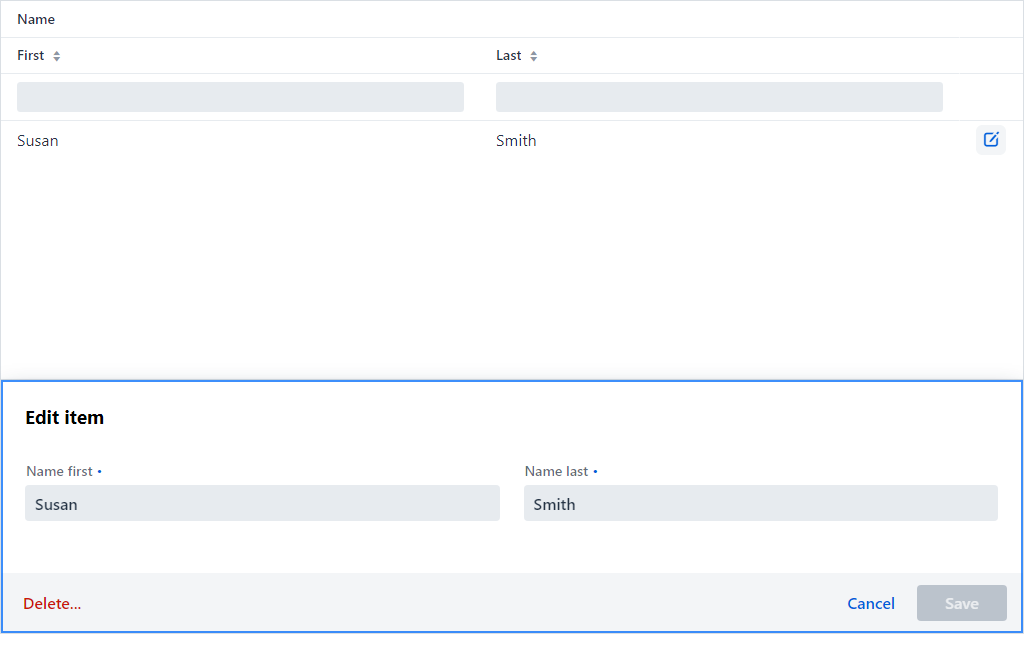 Name
First Last
Susan Smith
Edit item
Name first • Name last •
Susan Smith
Delete... Cancel Save